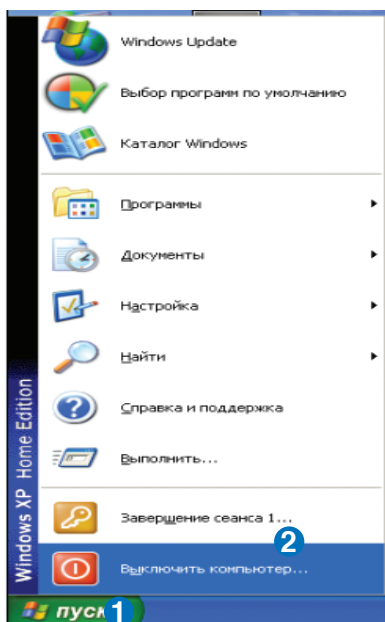 Windows Update
Выбор программ по умолчанию
Каталог Windows
Программы
Документы
Настройка
Найти
Справка и поддержка
Выполнить...
Завершение сеанса 1...
2
Выключить компьютер...
Windows XP Home Edition
пуск
1